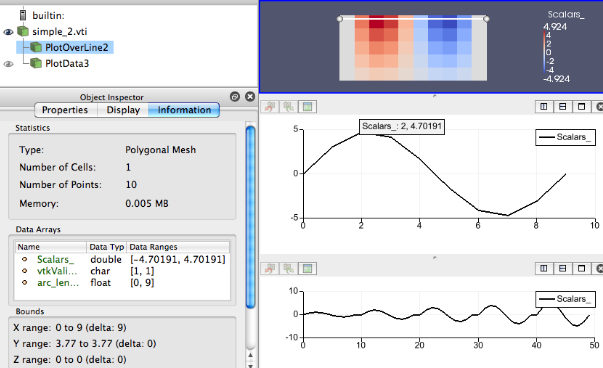 builtin:
simple_2.vti
PlotOverLine2
PlotData3
Object Inspector
Properties Display Information
Statistics
Type: Polygonal Mesh
Number of Cells: 1
Number of Points: 10
Memory: 0.005 MB
Data Arrays
Name Data Typ Data Ranges
Scalars_ double [-4.70191, 4.70191]
vtkVali... char [1, 1]
arc_len... float [0, 9]
Bounds
X range: 0 to 9 (delta: 9)
Y range: 3.77 to 3.77 (delta: 0)
Z range: 0 to 0 (delta: 0)
Scalars_
4.924
4
2
0
-2
-4
-4.924
Scalars_: 2, 4.70191
Scalars_
5
0
-5
0 2 4 6 8 10
Scalars_
10
0
-10
0 10 20 30 40 50